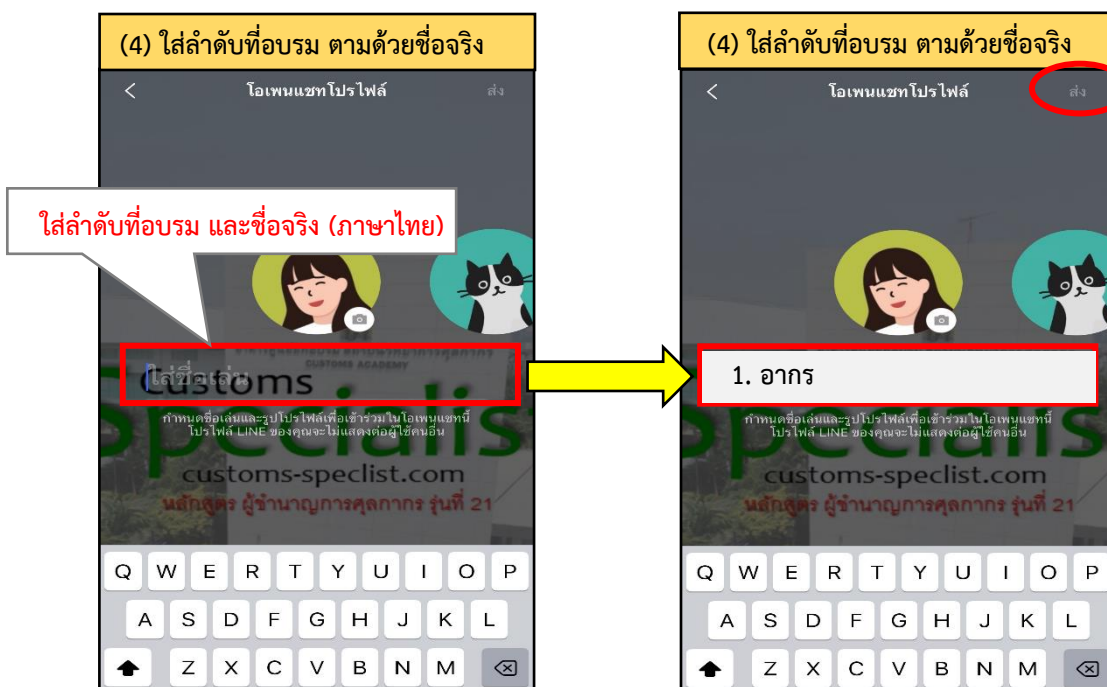 (4) ใส่ลำดับที่อบรม ตามด้วยชื่อจริง
โอเพนแชทโปรไฟล์ ส่ง
ใส่ลำดับที่อบรม และชื่อจริง (ภาษาไทย)
CUSTOMS ACADEMY
ใส่ชื่อเล่น
Customs
กำหนดชื่อเล่นและรูปโปรไฟล์เพื่อเข้าร่วมในโอเพนแชทนี้
โปรไฟล์ LINE ของคุณจะไม่แสดงต่อผู้ใช้คนอื่น
Specialis
customs-speclist.com
หลักสูตร ผู้ชำนาญการศุลกากร รุ่นที่ 21
Q W E R T Y U I O P
A S D F G H J K L
Z X C V B N M
(4) ใส่ลำดับที่อบรม ตามด้วยชื่อจริง
โอเพนแชทโปรไฟล์ ส่ง
1. อากร
กำหนดชื่อเล่นและรูปโปรไฟล์เพื่อเข้าร่วมในโอเพนแชทนี้
โปรไฟล์ LINE ของคุณจะไม่แสดงต่อผู้ใช้คนอื่น
customs-speclist.com
หลักสูตร ผู้ชำนาญการศุลกากร รุ่นที่ 21
Q W E R T Y U I O P
A S D F G H J K L
Z X C V B N M